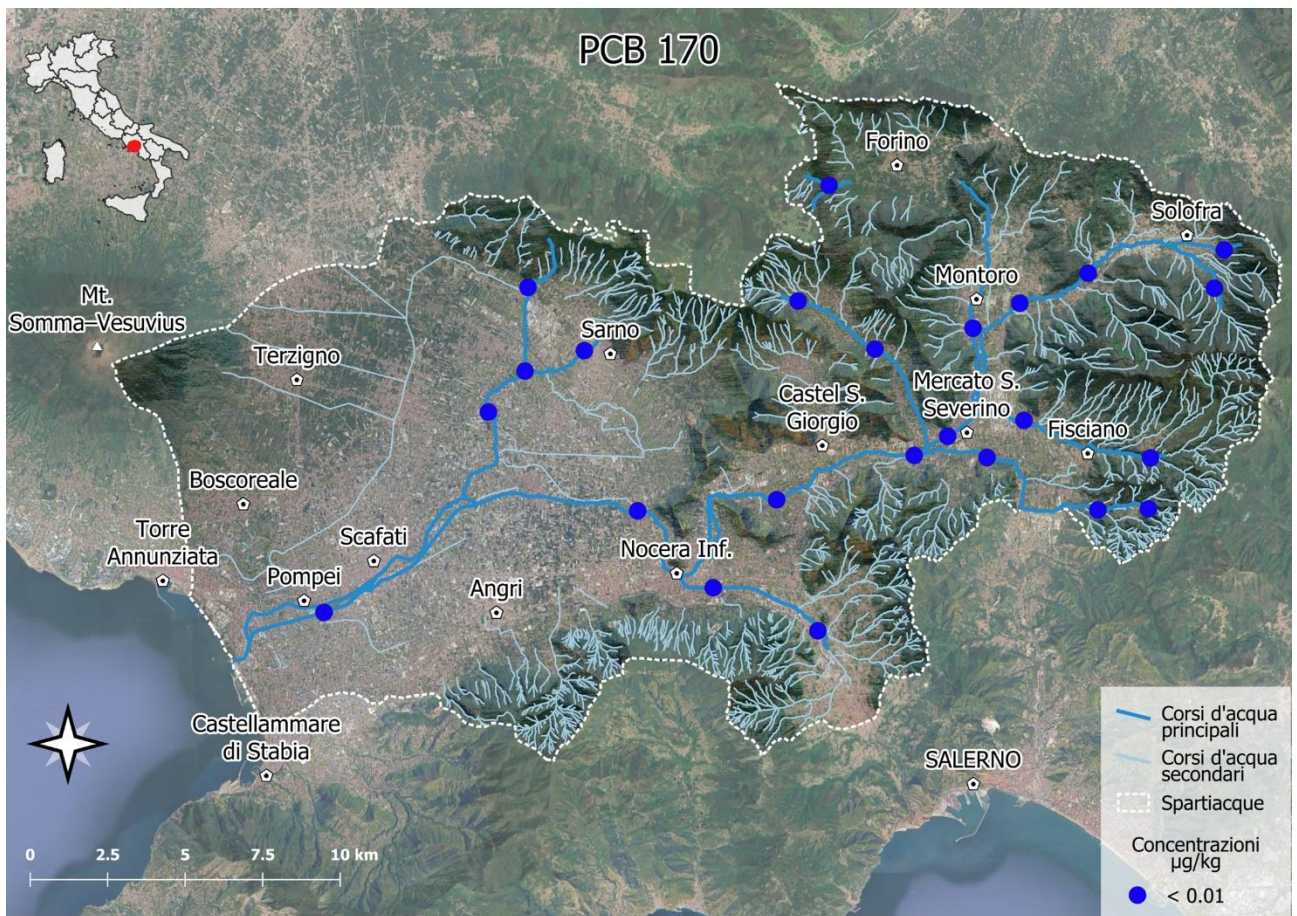 PCB 170
Forino
Solofra
Montoro
Mt.
Somma–Vesuvius
Sarno
Terzigno
Mercato S.
Severino
Castel S.
Giorgio
Fisciano
Boscoreale
Torre
Annunziata
Scafati
Nocera Inf.
Pompei
Angri
Castellammare
di Stabia
SALERNO
0 2.5 5 7.5 10 km
Corsi d'acqua
principali
Corsi d'acqua
secondari
Spartiacque
Concentrazioni
µg/kg
< 0.01